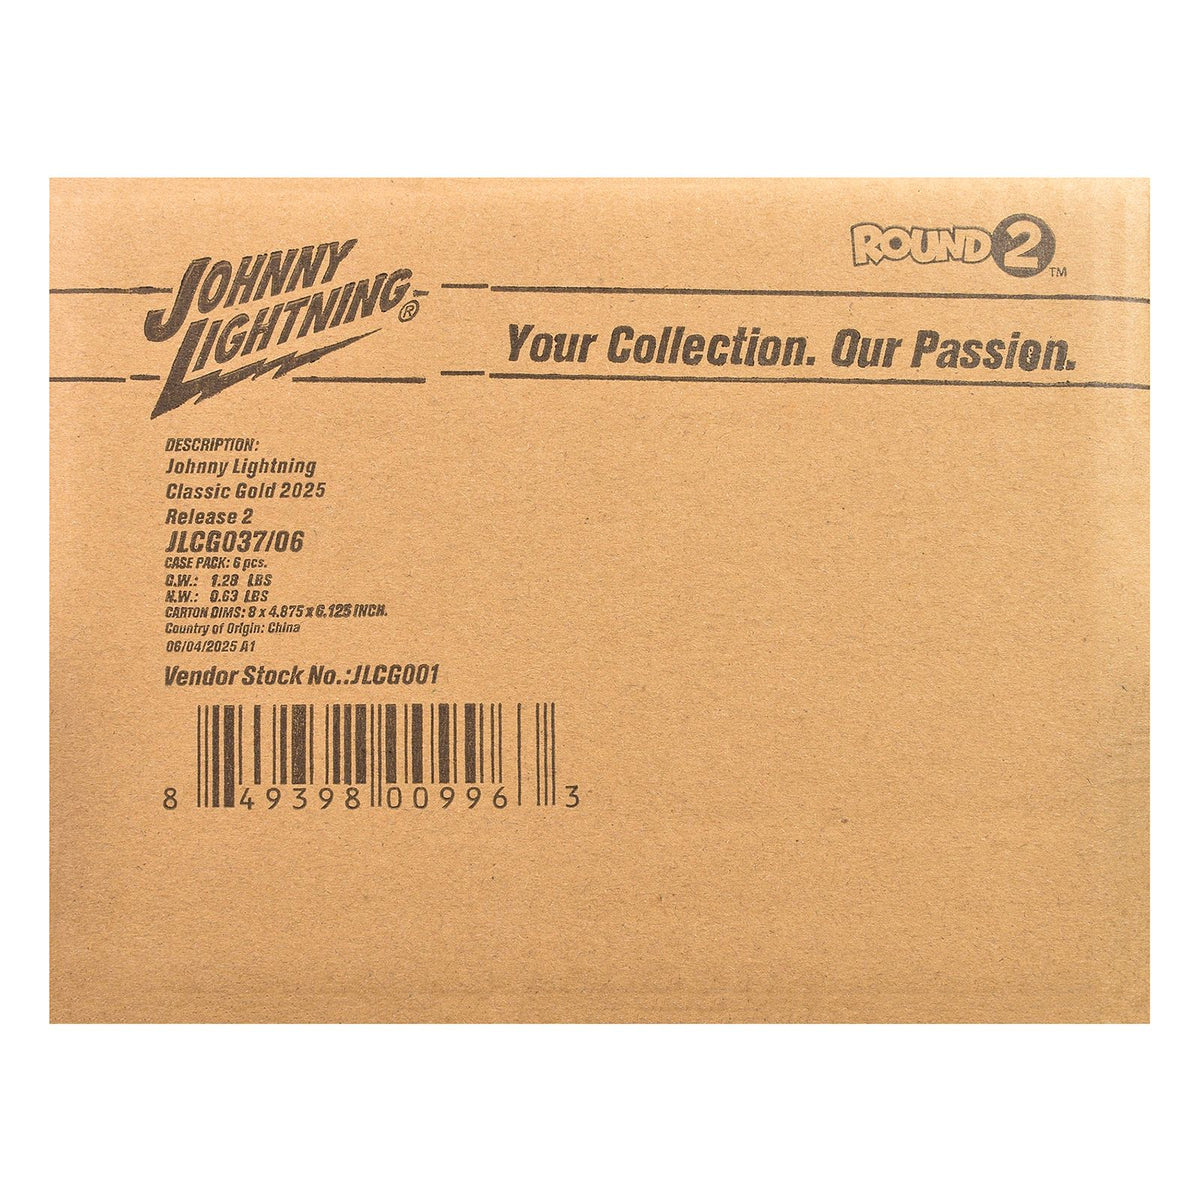 JOHNNY
LIGHTNING®
ROUND 2™
Your Collection. Our Passion.
DESCRIPTION:
Johnny Lightning
Classic Gold 2025
Release 2
JLCG037/06
CASE PACK: 6 pcs.
G.W.: 1.28 LBS
N.W.: 0.63 LBS
CARTON DIMS: 8 x 4.875 x 6.125 INCH.
Country of Origin: China
06/04/2025 A1
Vendor Stock No.:JLCG001
8 49398 00996 3